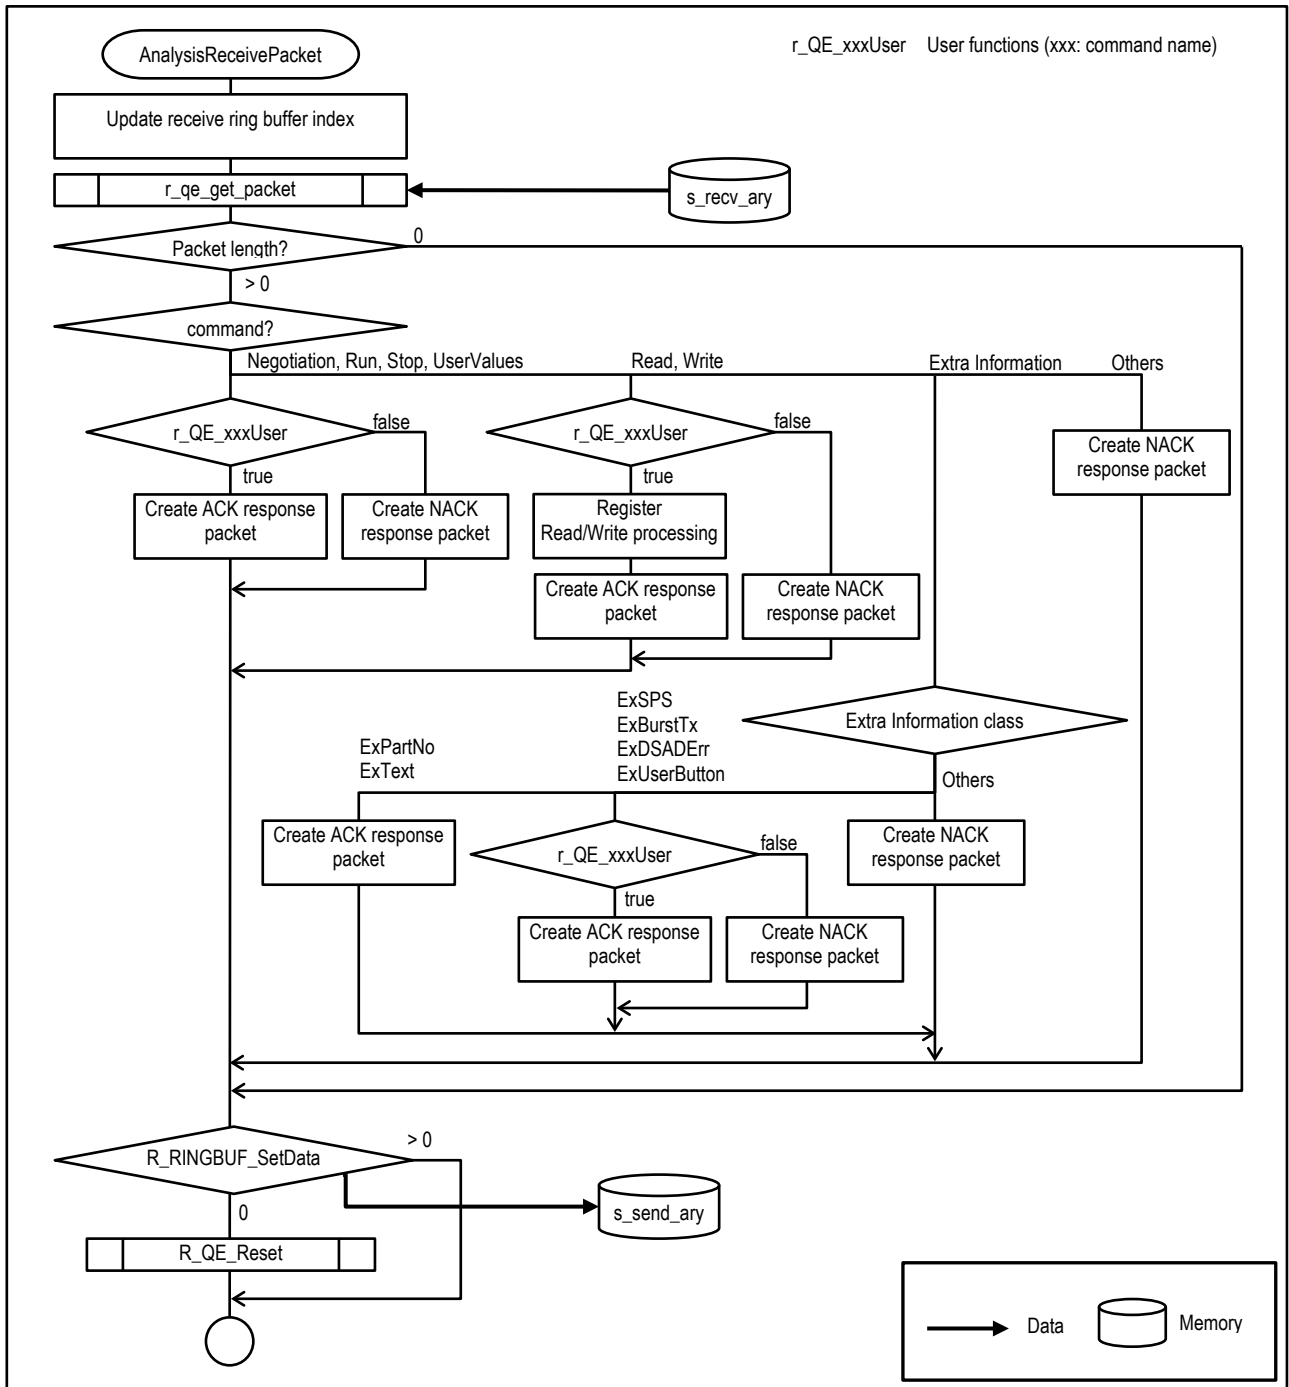 AnalysisReceivePacket
r_QE_xxxUser User functions (xxx: command name)
Update receive ring buffer index
r_qe_get_packet
s_recv_ary
Packet length?
0
> 0
command?
Negotiation, Run, Stop, UserValues
Read, Write
Extra Information
Others
r_QE_xxxUser
false
true
r_QE_xxxUser
false
true
Create NACK
response packet
Create ACK response
packet
Create NACK
response packet
Register
Read/Write processing
Create ACK response
packet
Create NACK
response packet
Extra Information class
ExPartNo
ExText
ExSPS
ExBurstTx
ExDSADErr
ExUserButton
Others
Create ACK response
packet
r_QE_xxxUser
false
true
Create NACK
response packet
Create ACK response
packet
Create NACK
response packet
R_RINGBUF_SetData
> 0
0
s_send_ary
R_QE_Reset
Data
Memory